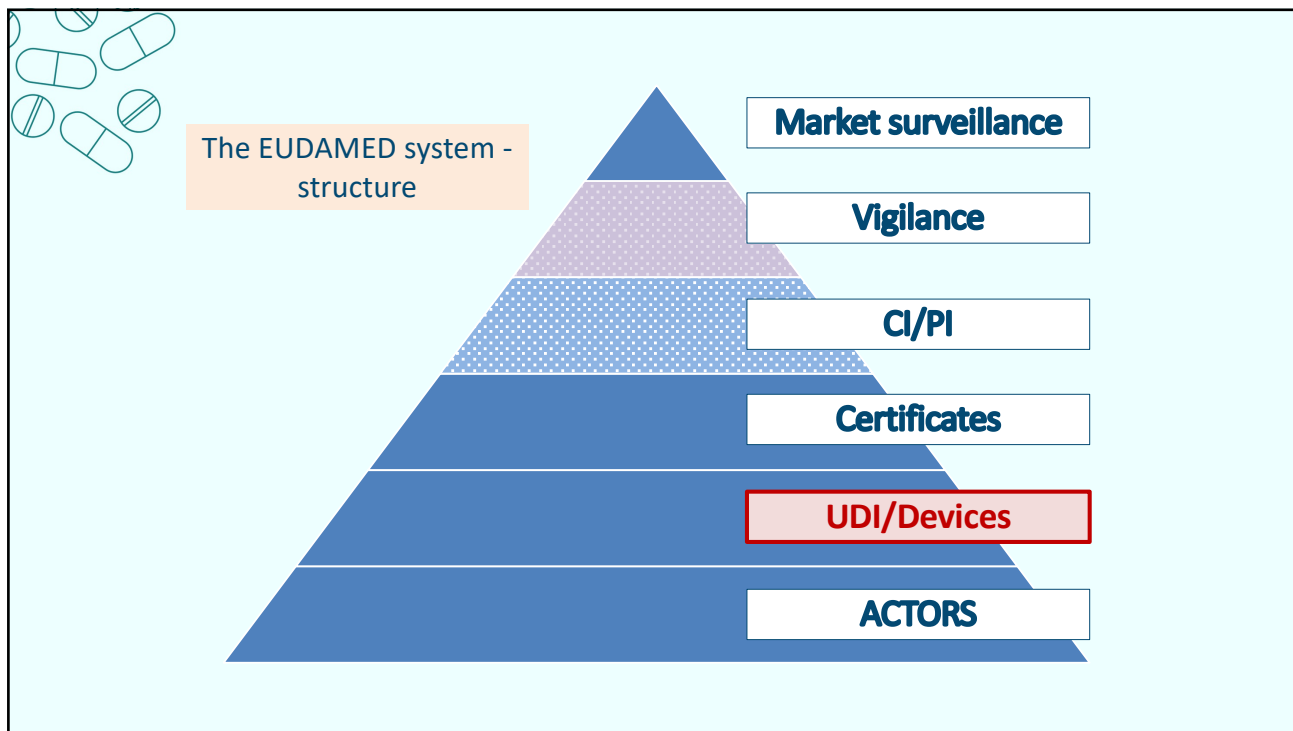 The EUDAMED system -
structure
Market surveillance
Vigilance
CI/PI
Certificates
UDI/Devices
ACTORS